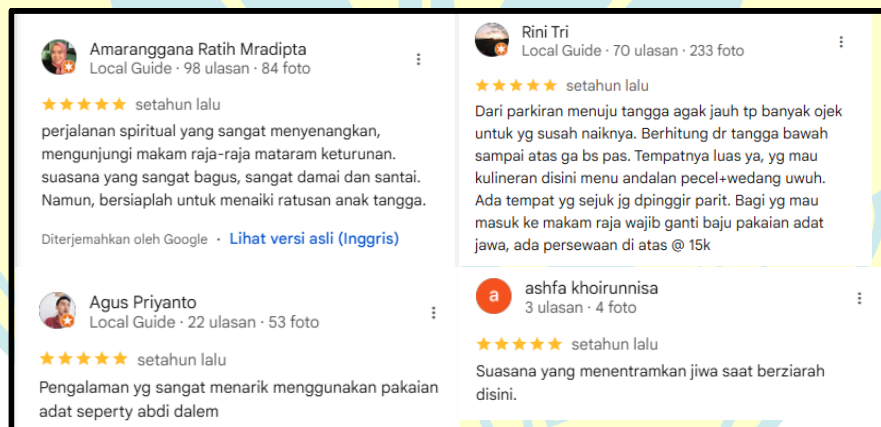 Amaranggana Ratih Mradipta
Local Guide · 98 ulasan · 84 foto
setahun lalu
perjalanan spiritual yang sangat menyenangkan,
mengunjungi makam raja-raja mataram keturunan.
suasana yang sangat bagus, sangat damai dan santai.
Namun, bersiaplah untuk menaiki ratusan anak tangga.
Diterjemahkan oleh Google · Lihat versi asli (Inggris)
Rini Tri
Local Guide · 70 ulasan · 233 foto
setahun lalu
Dari parkiran menuju tangga agak jauh tp banyak ojek
untuk yg susah naiknya. Berhitung dr tangga bawah
sampai atas ga bs pas. Tempatnya luas ya, yg mau
kulineran disini menu andalan pecel+wedang uwuh.
Ada tempat yg sejuk jg dpinggir parit. Bagi yg mau
masuk ke makam raja wajib ganti baju pakaian adat
jawa, ada persewaan di atas @ 15k
Agus Priyanto
Local Guide · 22 ulasan · 53 foto
setahun lalu
Pengalaman yg sangat menarik menggunakan pakaian
adat seperty abdi dalem
a
ashfa khoirunnisa
3 ulasan · 4 foto
setahun lalu
Suasana yang menentramkan jiwa saat berziarah
disini.